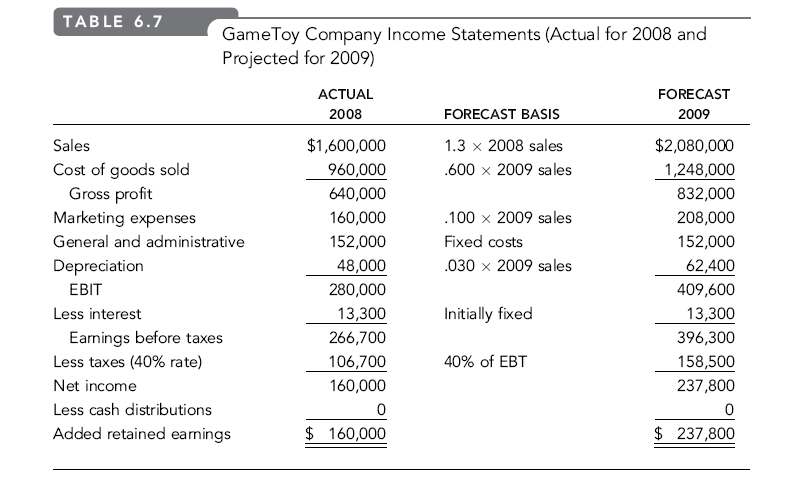 TABLE 6.7
GameToy Company Income Statements (Actual for 2008 and
Projected for 2009)
ACTUAL FORECAST
2008 FORECAST BASIS 2009
Sales $1,600,000 1.3 × 2008 sales $2,080,000
Cost of goods sold 960,000 .600 × 2009 sales 1,248,000
Gross profit 640,000 832,000
Marketing expenses 160,000 .100 × 2009 sales 208,000
General and administrative 152,000 Fixed costs 152,000
Depreciation 48,000 .030 × 2009 sales 62,400
EBIT 280,000 409,600
Less interest 13,300 Initially fixed 13,300
Earnings before taxes 266,700 396,300
Less taxes (40% rate) 106,700 40% of EBT 158,500
Net income 160,000 237,800
Less cash distributions 0 0
Added retained earnings $ 160,000 $ 237,800